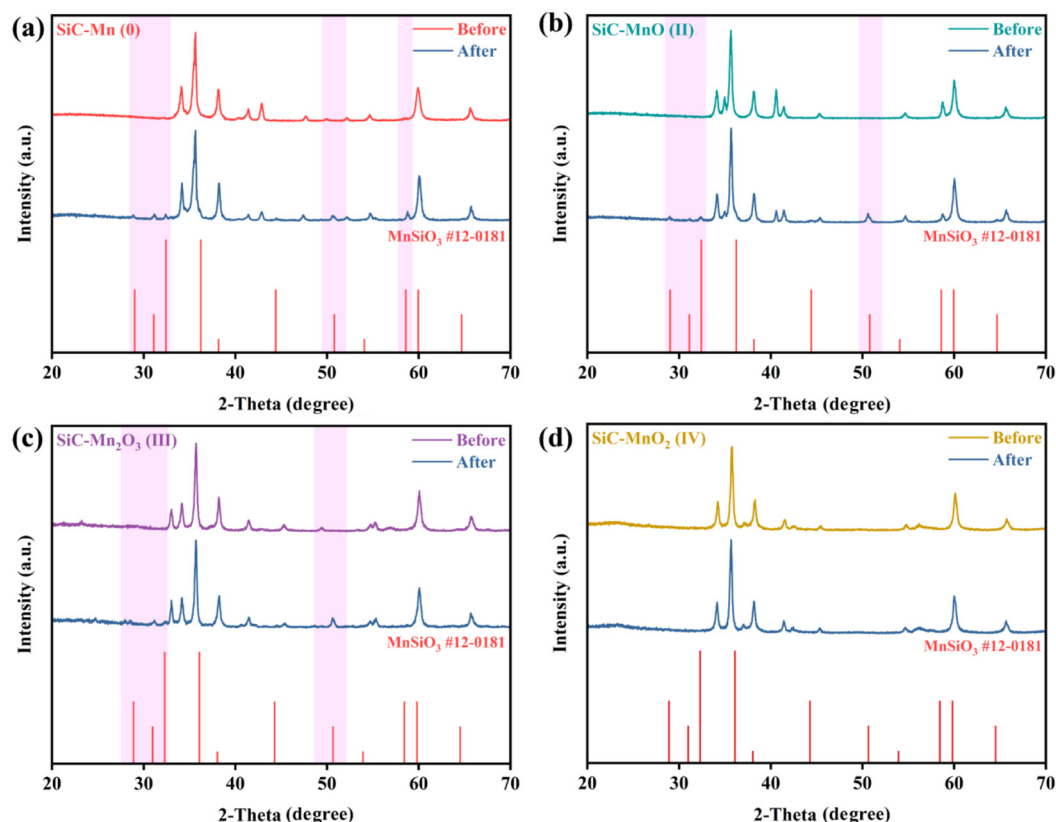 (a) SiC-Mn (0)
Before
After
MnSiO₃ #12-0181
Intensity (a.u.)
20 30 40 50 60 70
2-Theta (degree)
(b) SiC-MnO (II)
Before
After
MnSiO₃ #12-0181
Intensity (a.u.)
20 30 40 50 60 70
2-Theta (degree)
(c) SiC-Mn₂O₃ (III)
Before
After
MnSiO₃ #12-0181
Intensity (a.u.)
20 30 40 50 60 70
2-Theta (degree)
(d) SiC-MnO₂ (IV)
Before
After
MnSiO₃ #12-0181
Intensity (a.u.)
20 30 40 50 60 70
2-Theta (degree)